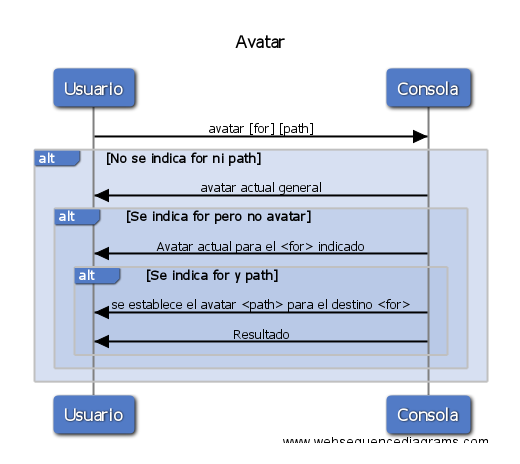 Avatar
Usuario Consola
avatar [for] [path]
alt [No se indica for ni path]
avatar actual general
alt [Se indica for pero no avatar]
Avatar actual para el <for> indicado
alt [Se indica for y path]
se establece el avatar <path> para el destino <for>
Resultado
Usuario Consola
www.websequencediagrams.com